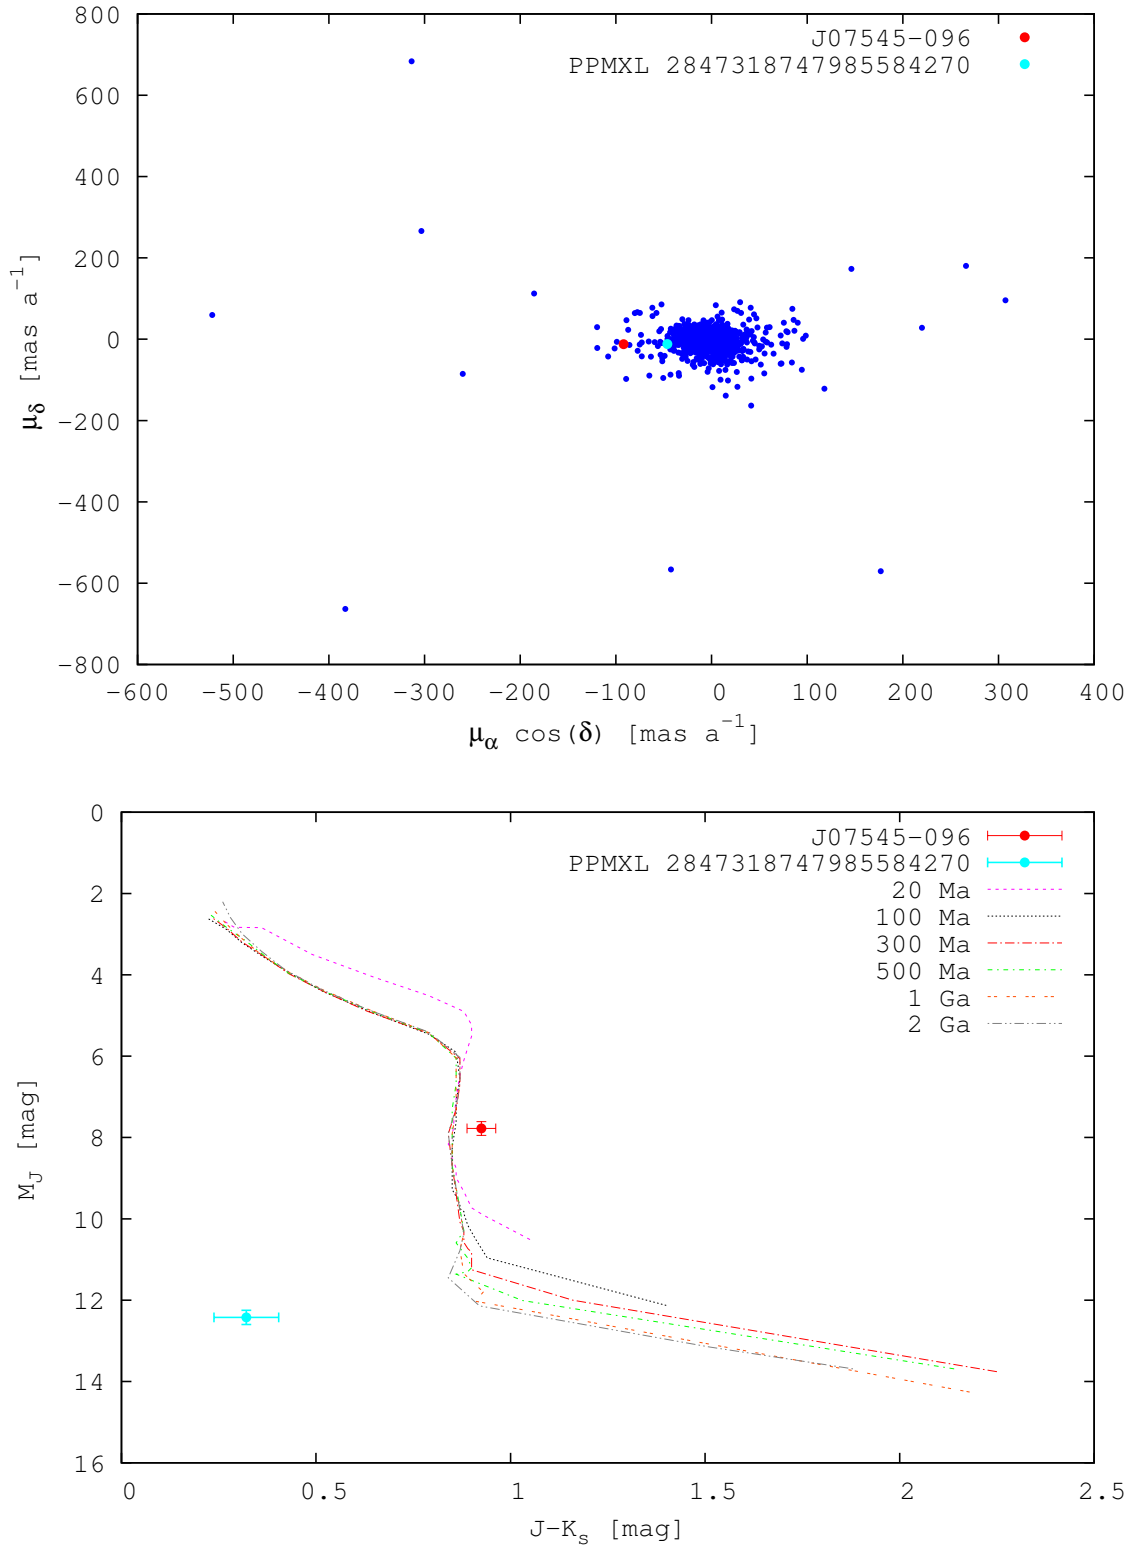 800
600
400
200
0
−200
−400
−600
−800
μδ [mas a−1]
J07545−096
PPMXL 2847318747985584270
−600 −500 −400 −300 −200 −100 0 100 200 300 400
μα cos(δ) [mas a−1]
0
2
4
6
8
10
12
14
16
MJ [mag]
J07545−096
PPMXL 2847318747985584270
20 Ma
100 Ma
300 Ma
500 Ma
1 Ga
2 Ga
0 0.5 1 1.5 2 2.5
J−Ks [mag]